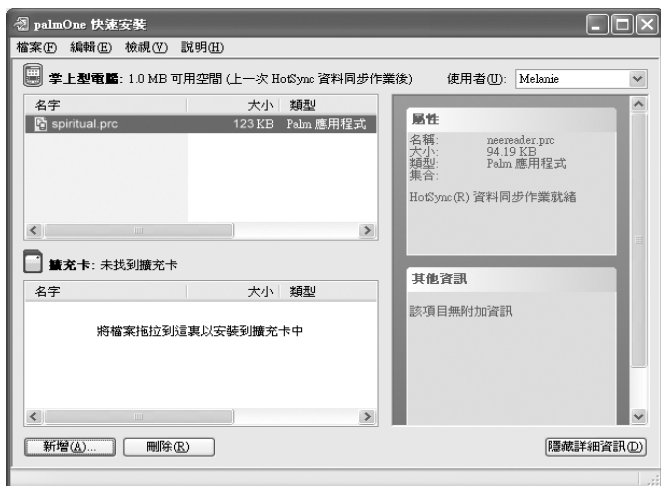 palmOne 快速安裝
檔案(F) 編輯(E) 檢視(V) 説明(H)
掌上型電腦: 1.0 MB 可用空間 (上一次 HotSync 資料同步作業後) 使用者(U): Melanie
名字 大小 類型
spiritual.prc 123 KB Palm 應用程式
屬性
名稱: neereader.prc
大小: 94.19 KB
類型: Palm 應用程式
集合:
HotSync(R) 資料同步作業就緒
擴充卡: 未找到擴充卡
名字 大小 類型
將檔案拖拉到這裏以安裝到擴充卡中
其他資訊
該項目無附加資訊
新增(A)... 刪除(R) 隱藏詳細資訊(D)